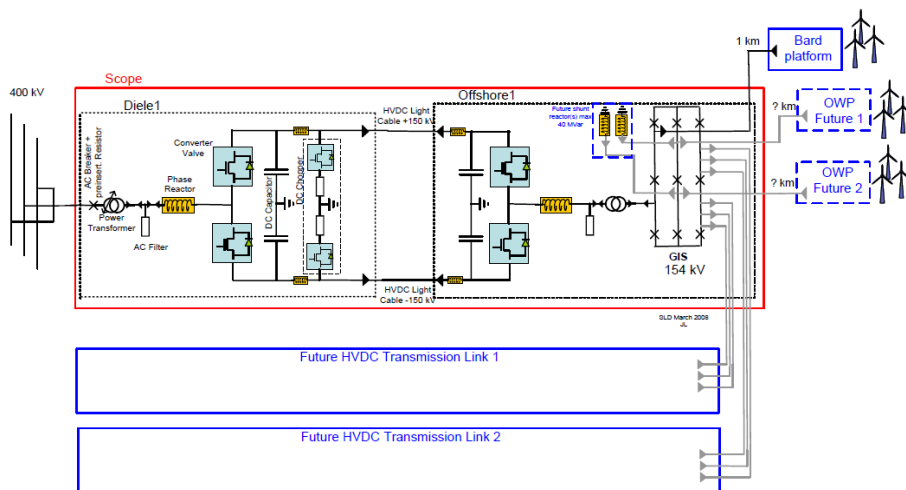 1 km
Bard
platform
Scope
400 kV
Diele1
HVDC Light
Cable +150 kV
Offshore1
Future shunt
reactor(s) max
40 MVar
? km
OWP
Future 1
AC Breaker +
preinsert. Resistor
Converter
Valve
Phase
Reactor
DC Capacitor
DC Chopper
Power
Transformer
AC Filter
? km
OWP
Future 2
GIS
154 kV
HVDC Light
Cable -150 kV
SLD March 2008
JL
Future HVDC Transmission Link 1
Future HVDC Transmission Link 2